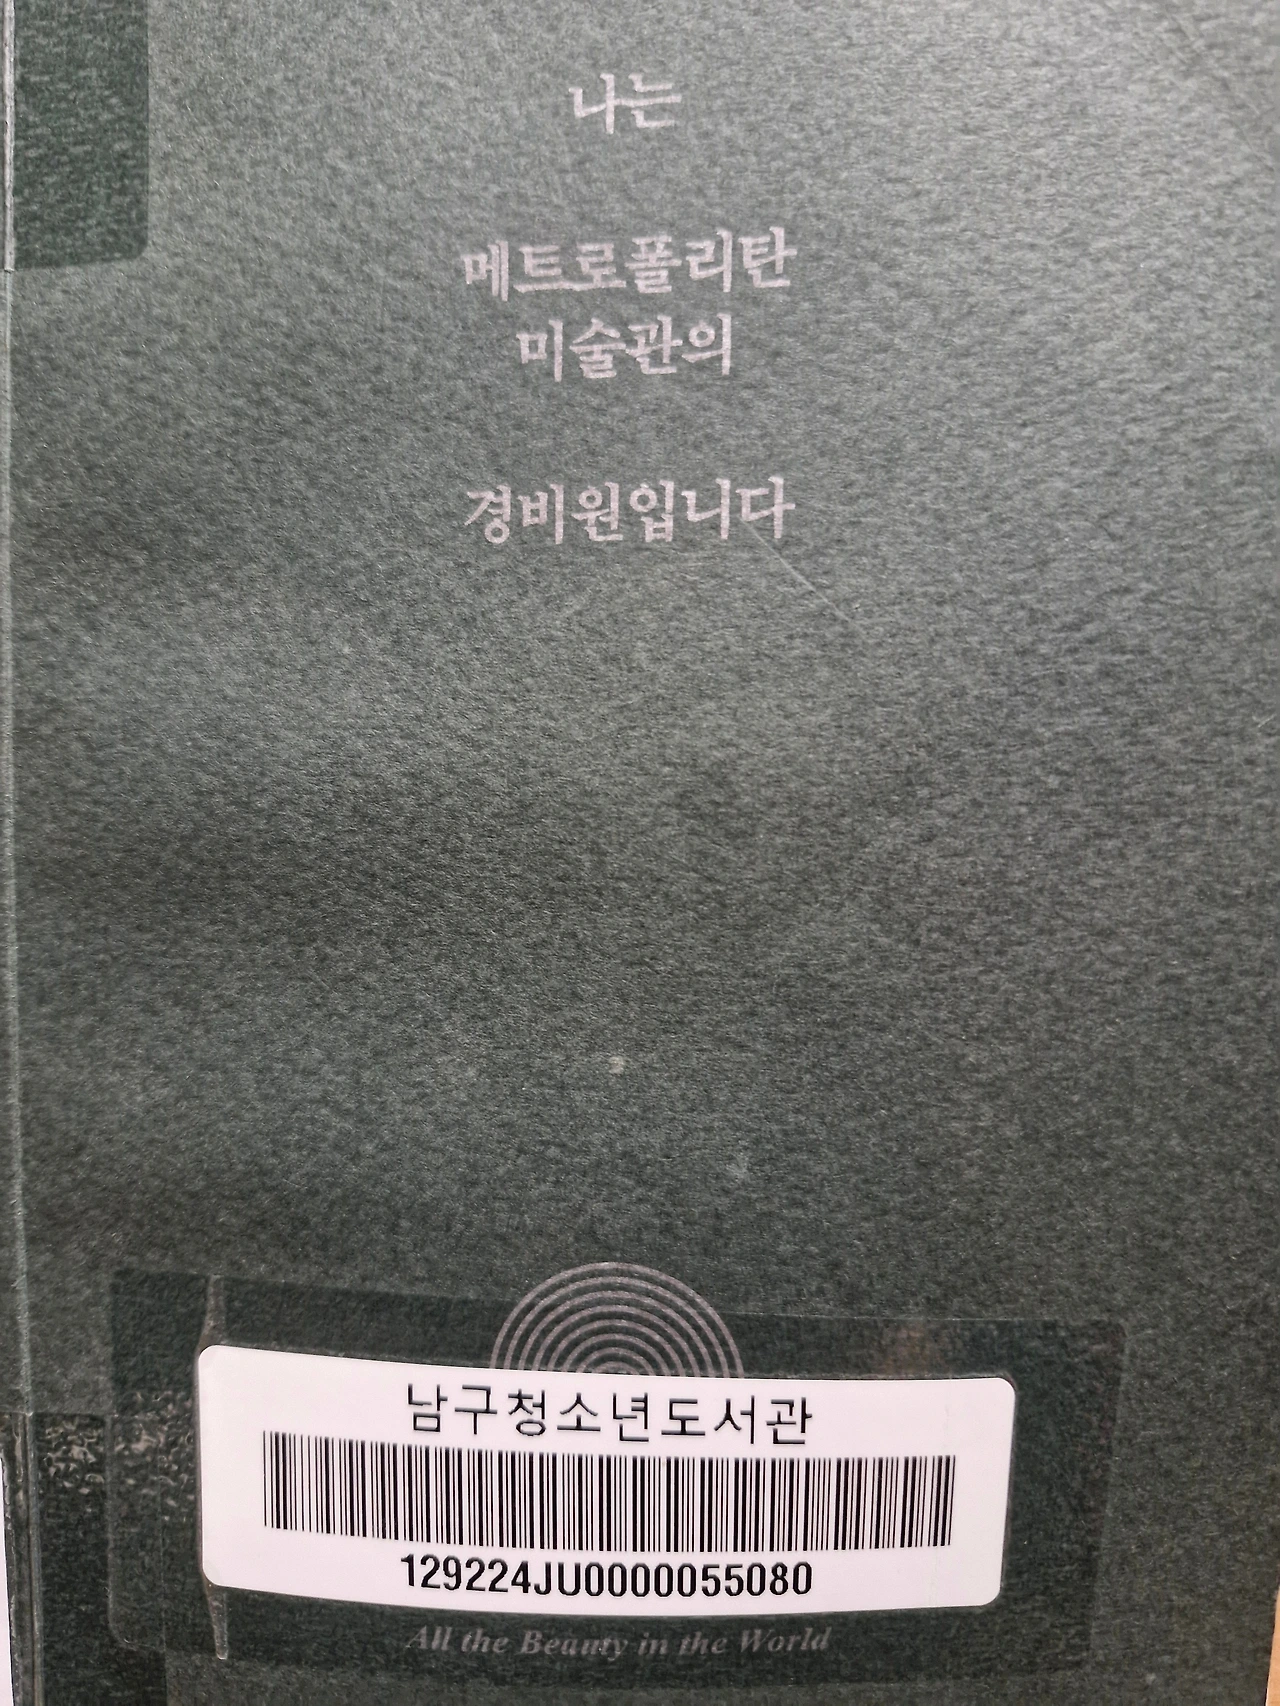 나는
메트로폴리탄
미술관의
경비원입니다
남구청소년도서관
129224JU0000055080
All the Beauty in the World